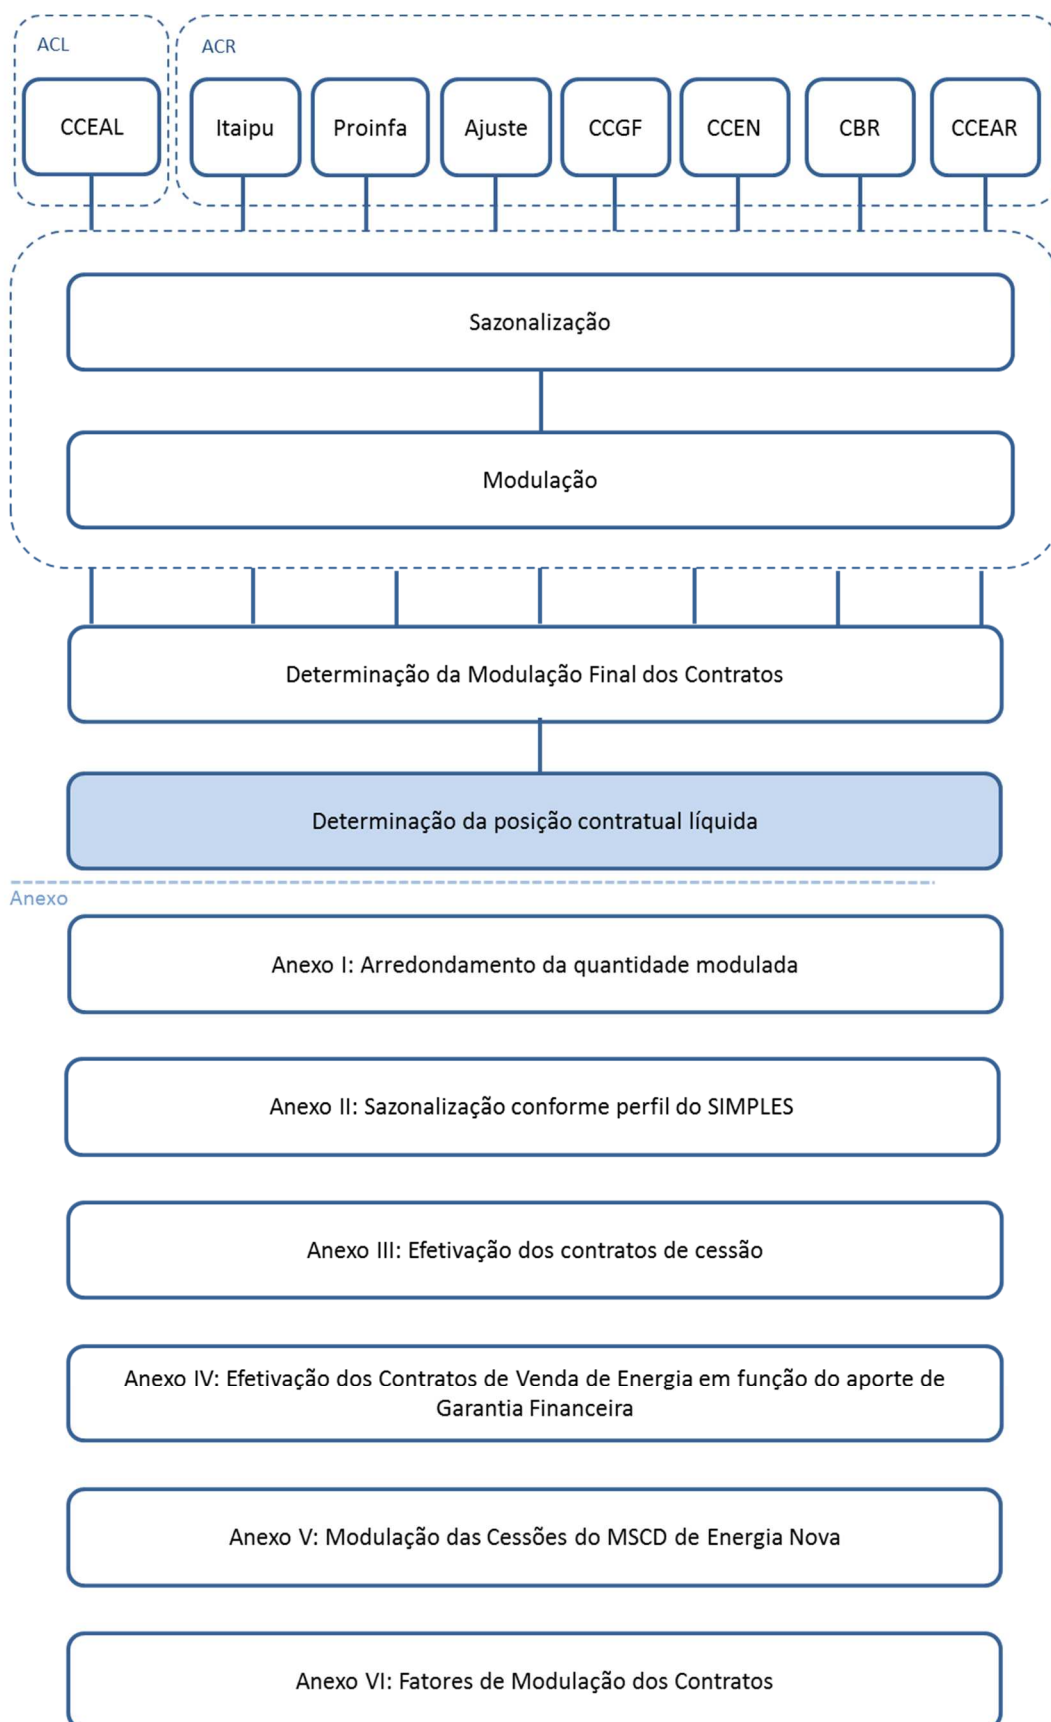 ACL
ACR
CCEAL
Itaipu
Proinfa
Ajuste
CCGF
CCEN
CBR
CCEAR
Sazonalização
Modulação
Determinação da Modulação Final dos Contratos
Determinação da posição contratual líquida
Anexo
Anexo I: Arredondamento da quantidade modulada
Anexo II: Sazonalização conforme perfil do SIMPLES
Anexo III: Efetivação dos contratos de cessão
Anexo IV: Efetivação dos Contratos de Venda de Energia em função do aporte de
Garantia Financeira
Anexo V: Modulação das Cessões do MSCD de Energia Nova
Anexo VI: Fatores de Modulação dos Contratos